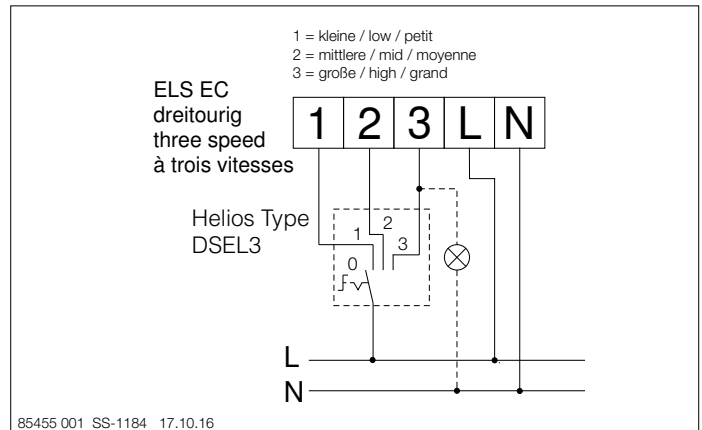 1 = kleine / low / petit
2 = mittlere / mid / moyenne
3 = große / high / grand
ELS EC
dreitourig
three speed
à trois vitesses
1 2 3 L N
Helios Type
DSEL3
2
1
3
0
L
N
85455 001 SS-1184 17.10.16